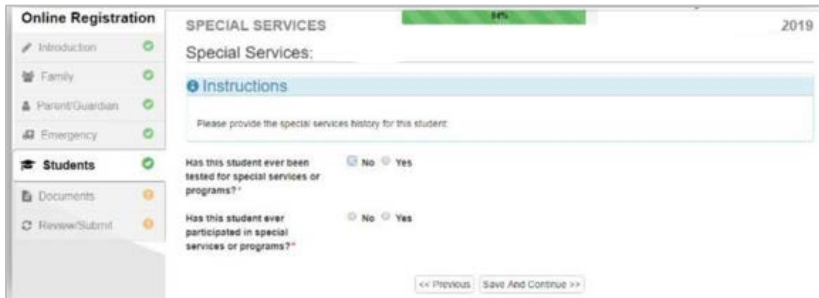 Online Registration
Introduction
Family
Parent/Guardian
Emergency
Students
Documents
Review/Submit
SPECIAL SERVICES
2019
Special Services:
Instructions
Please provide the special services history for this student:
Has this student ever been
tested for special services or
programs?*
No Yes
Has this student ever
participated in special
services or programs?*
No Yes
<< Previous Save And Continue >>